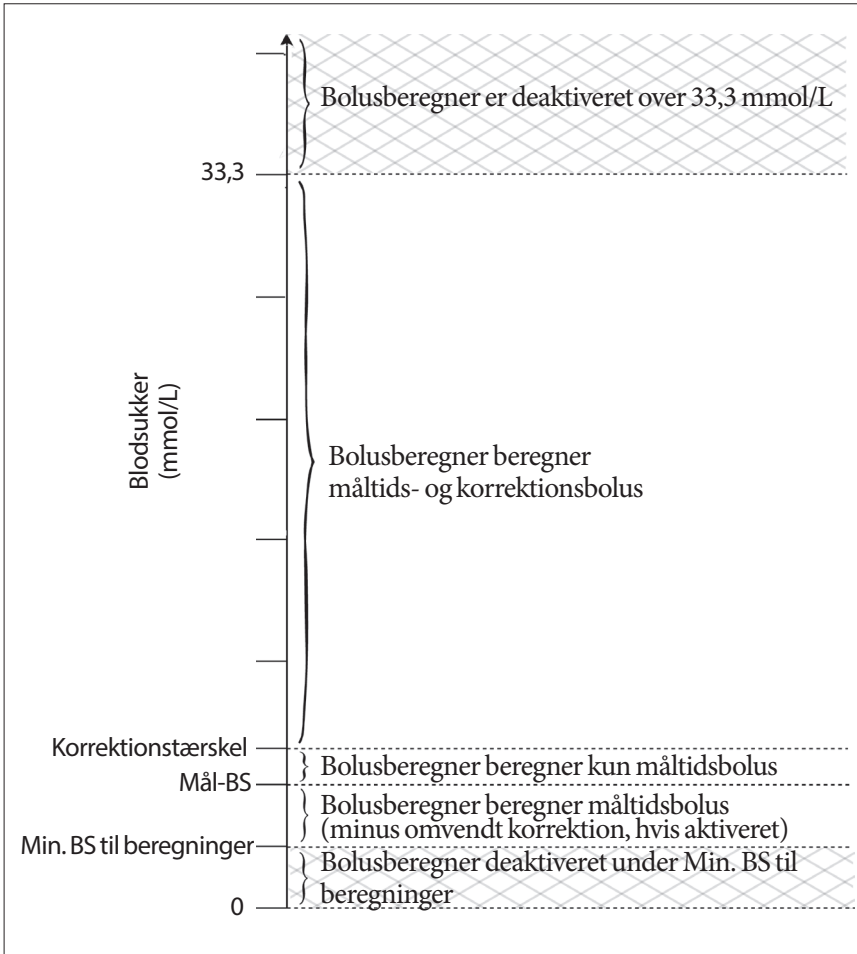 Bolusberegner er deaktiveret over 33,3 mmol/L
33,3
Blodsukker
(mmol/L)
Bolusberegner beregner
måltids- og korrektionsbolus
Korrektionstærskel
Bolusberegner beregner kun måltidsbolus
Mål-BS
Bolusberegner beregner måltidsbolus
(minus omvendt korrektion, hvis aktiveret)
Min. BS til beregninger
Bolusberegner deaktiveret under Min. BS til
beregninger
0